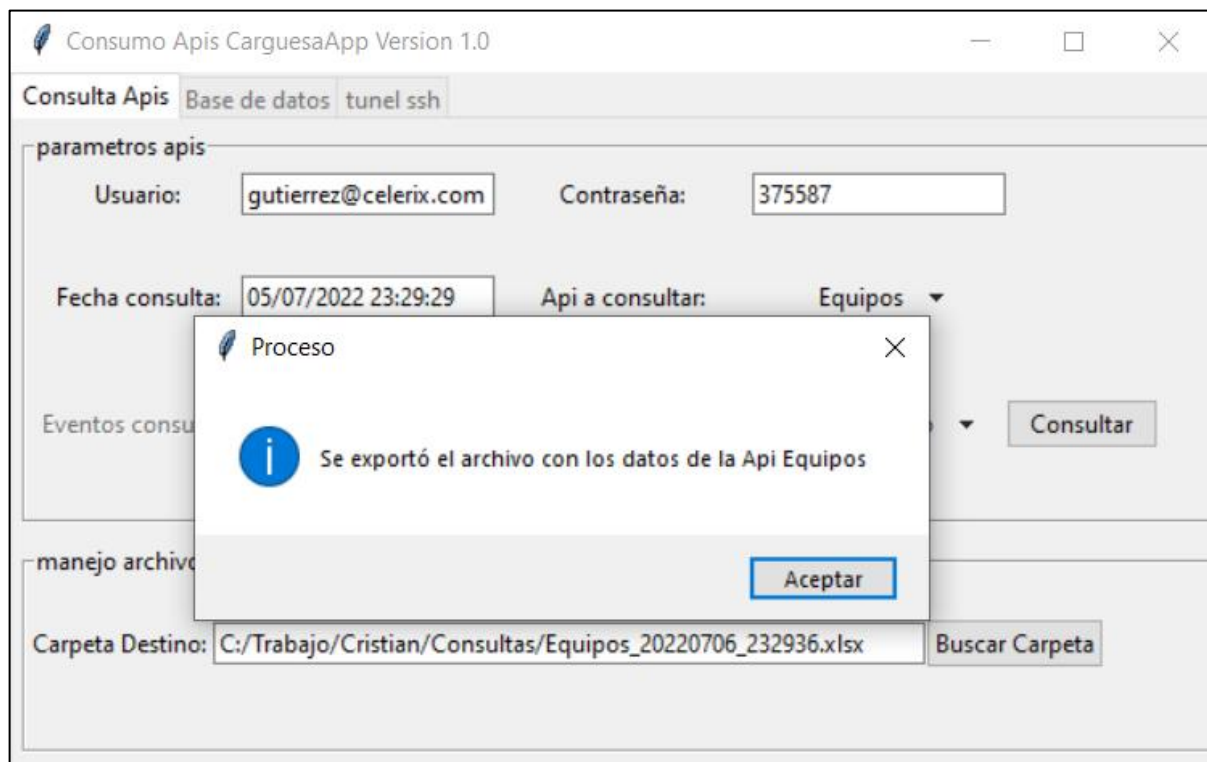 Consumo Apis CarguesaApp Version 1.0
Consulta Apis Base de datos tunel ssh
parametros apis
Usuario: gutierrez@celerix.com Contraseña: 375587
Fecha consulta: 05/07/2022 23:29:29 Api a consultar: Equipos
Proceso
Eventos Consultar
Se exportó el archivo con los datos de la Api Equipos
manejo
Aceptar
Carpeta Destino: C:/Trabajo/Cristian/Consultas/Equipos_20220706_232936.xlsx Buscar Carpeta